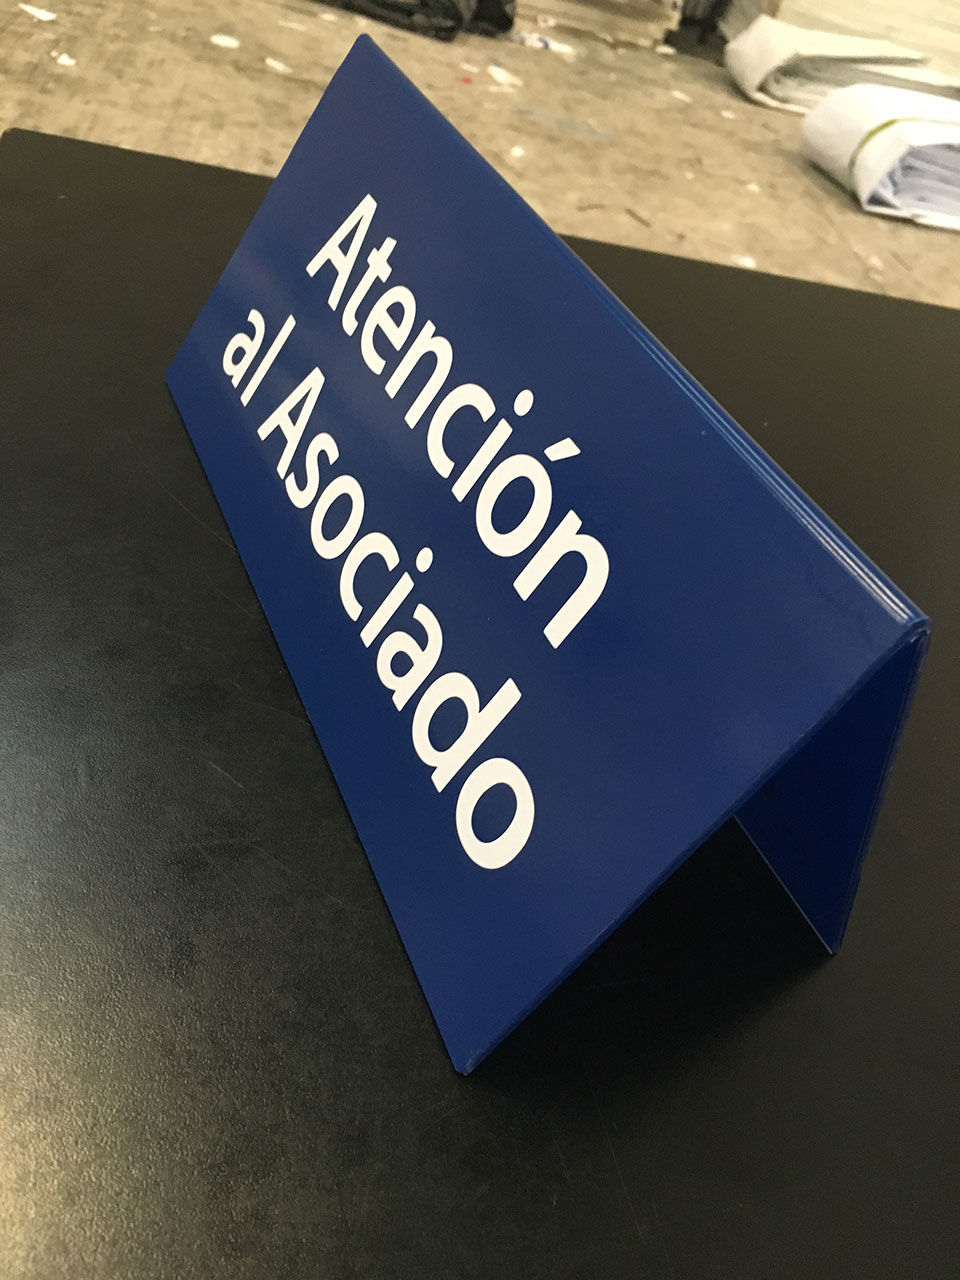 Atención
al Asociado